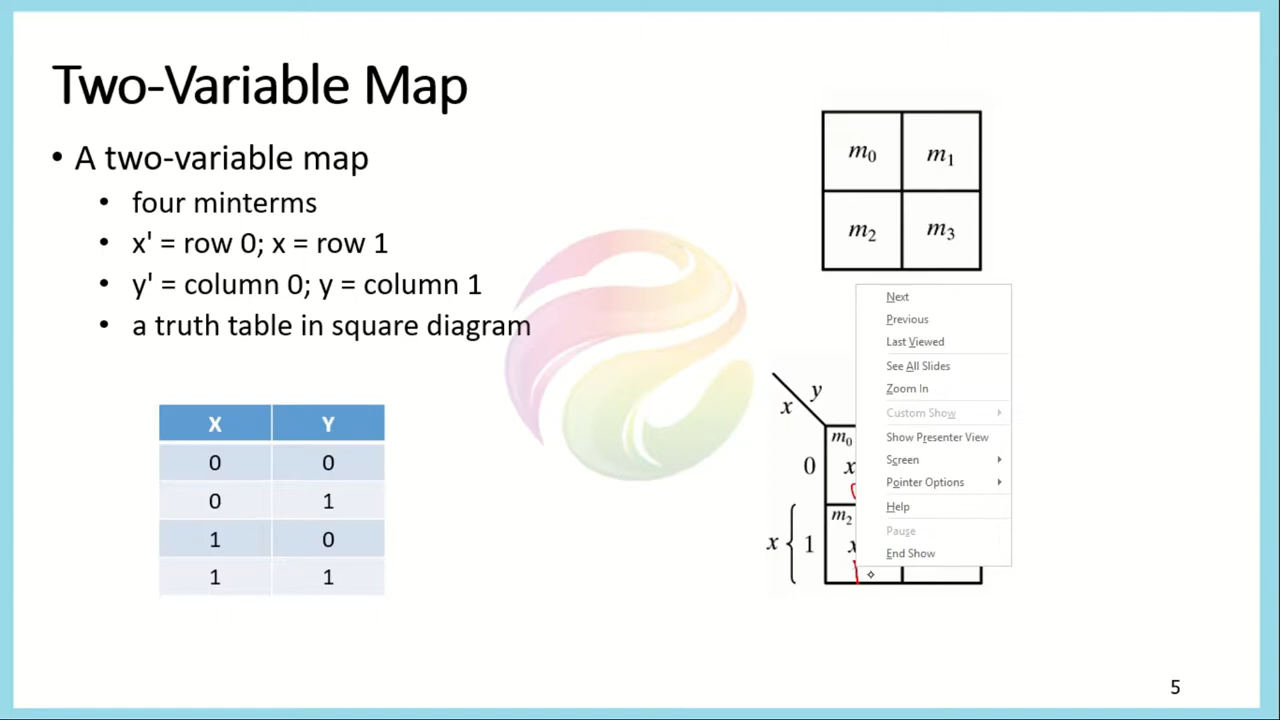 Two-Variable Map
• A two-variable map
• four minterms
• x' = row 0; x = row 1
• y' = column 0; y = column 1
• a truth table in square diagram
X Y
0 0
0 1
1 0
1 1
m0 m1
m2 m3
Next
Previous
Last Viewed
See All Slides
Zoom In
Custom Show
Show Presenter View
Screen
Pointer Options
Help
Pause
End Show
y
x
m0
0 x
m2
x { 1 x
5